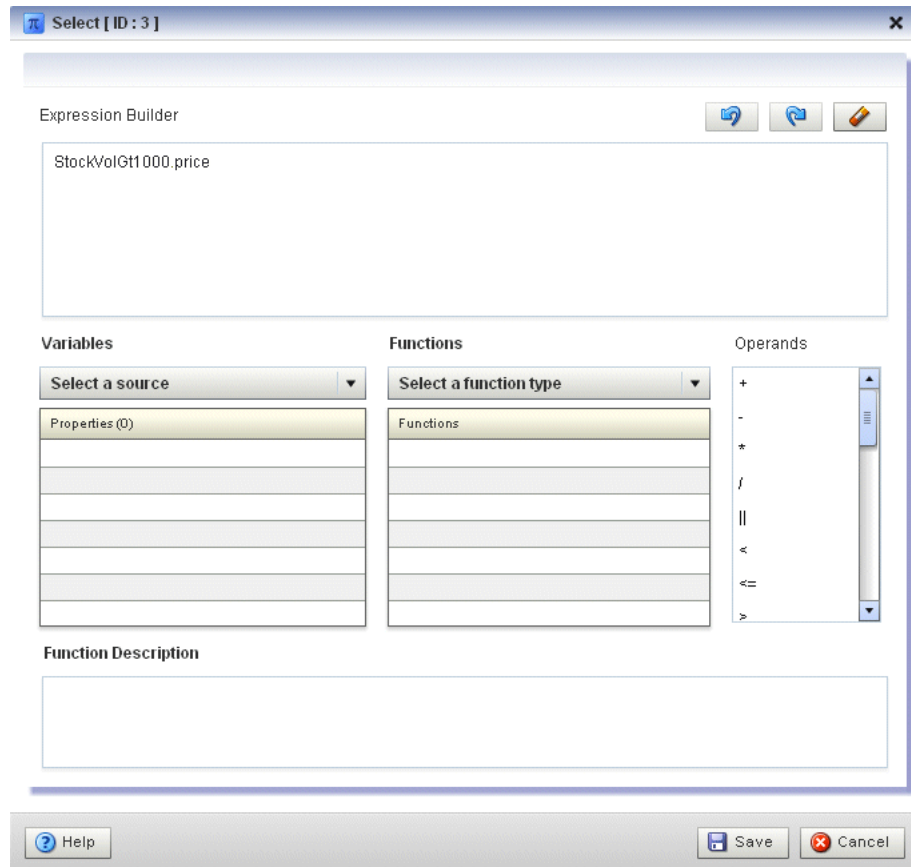 π Select [ ID : 3 ]
Expression Builder
StockVolGt1000.price
Variables
Functions
Operands
Select a source
Select a function type
Properties (0)
Functions
+
-
*
/
||
<
<=
>
Function Description
? Help
Save
Cancel